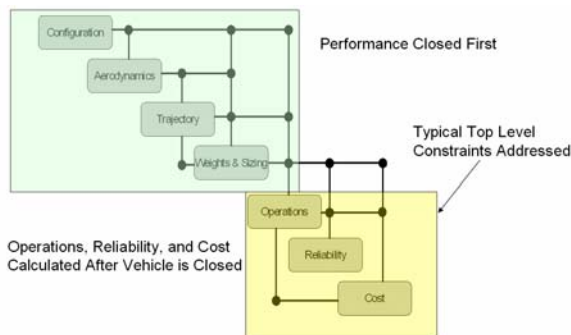 Configuration
Performance Closed First
Aerodynamics
Trajectory
Typical Top Level
Constraints Addressed
Weights & Sizing
Operations
Operations, Reliability, and Cost
Calculated After Vehicle is Closed
Reliability
Cost